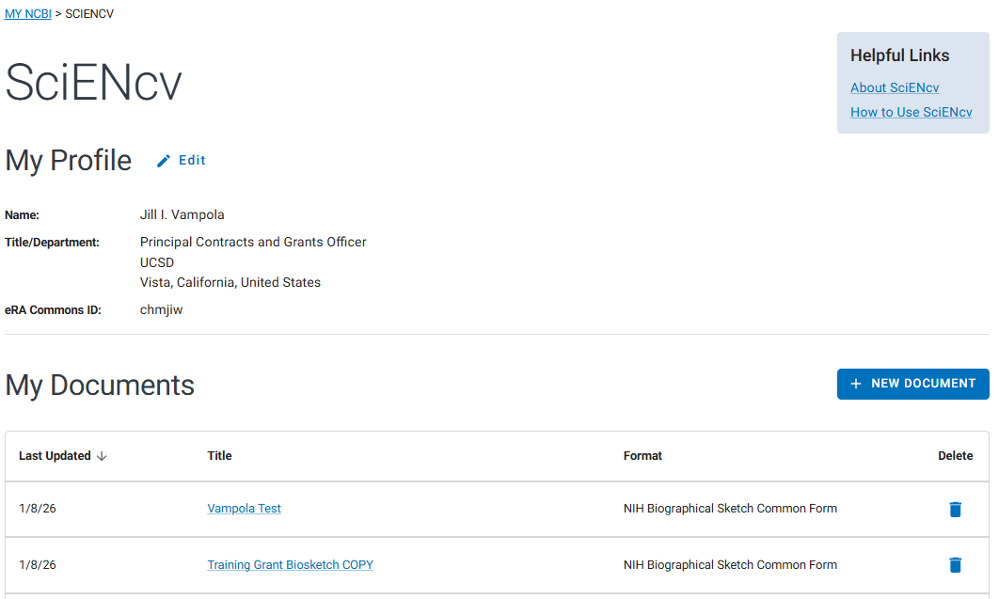 MY NCBI > SCIENCV
SciENcv
Helpful Links
About SciENcv
How to Use SciENcv
My Profile Edit
Name: Jill I. Vampola
Title/Department: Principal Contracts and Grants Officer
UCSD
Vista, California, United States
eRA Commons ID: chmjiw
My Documents + NEW DOCUMENT
Last Updated ↓ Title Format Delete
1/8/26 Vampola Test NIH Biographical Sketch Common Form
1/8/26 Training Grant Biosketch COPY NIH Biographical Sketch Common Form